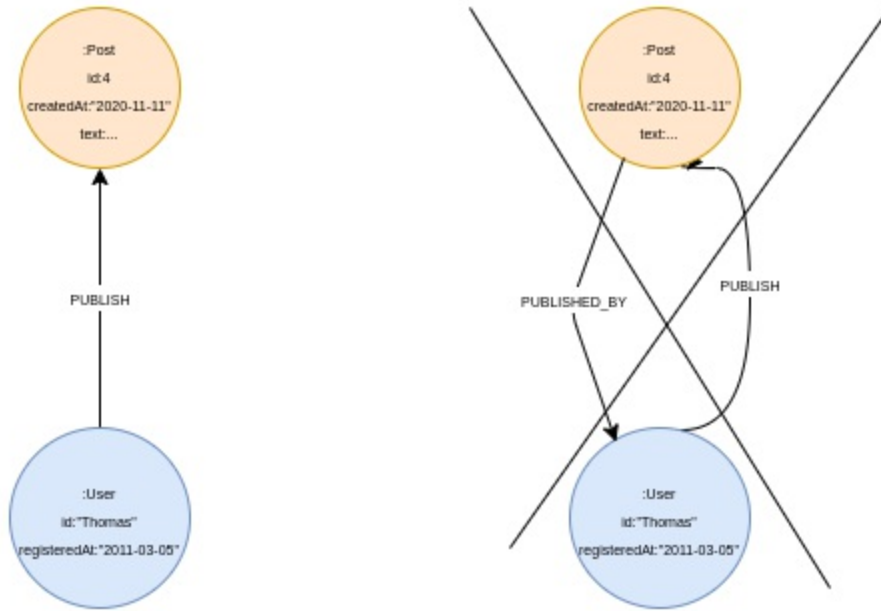 :Post
id:4
createdAt:"2020-11-11"
text:...
PUBLISH
:User
id:"Thomas"
registeredAt:"2011-03-05"
:Post
id:4
createdAt:"2020-11-11"
text:...
PUBLISHED_BY
PUBLISH
:User
id:"Thomas"
registeredAt:"2011-03-05"